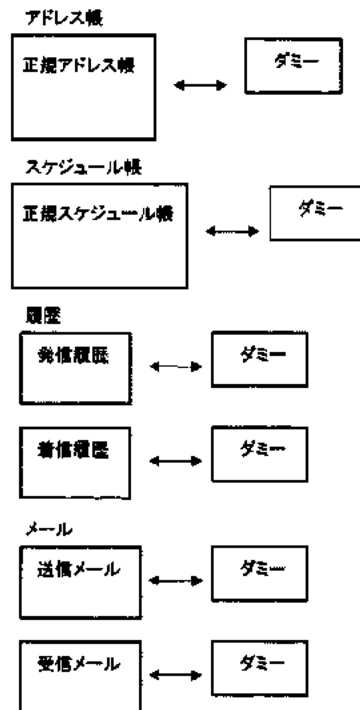 アドレス帳
正規アドレス帳
ダミー
スケジュール帳
正規スケジュール帳
ダミー
履歴
発信履歴
ダミー
着信履歴
ダミー
メール
送信メール
ダミー
受信メール
ダミー